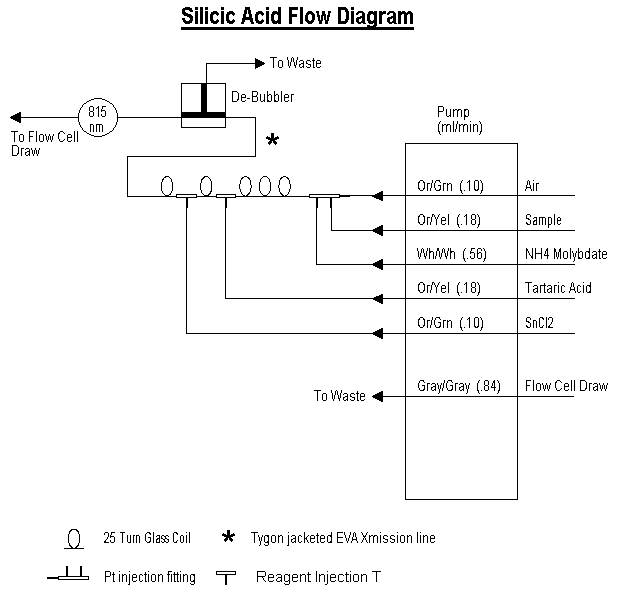 Silicic Acid Flow Diagram
To Waste
De-Bubbler
815
nm
To Flow Cell
Draw
*
Pump
(ml/min)
Or/Grn (.10) Air
Or/Yel (.18) Sample
Wh/Wh (.56) NH4 Molybdate
Or/Yel (.18) Tartaric Acid
Or/Grn (.10) SnCl2
To Waste Gray/Gray (.84) Flow Cell Draw
25 Turn Glass Coil * Tygon jacketed EVA Xmission line
Pt injection fitting Reagent Injection T